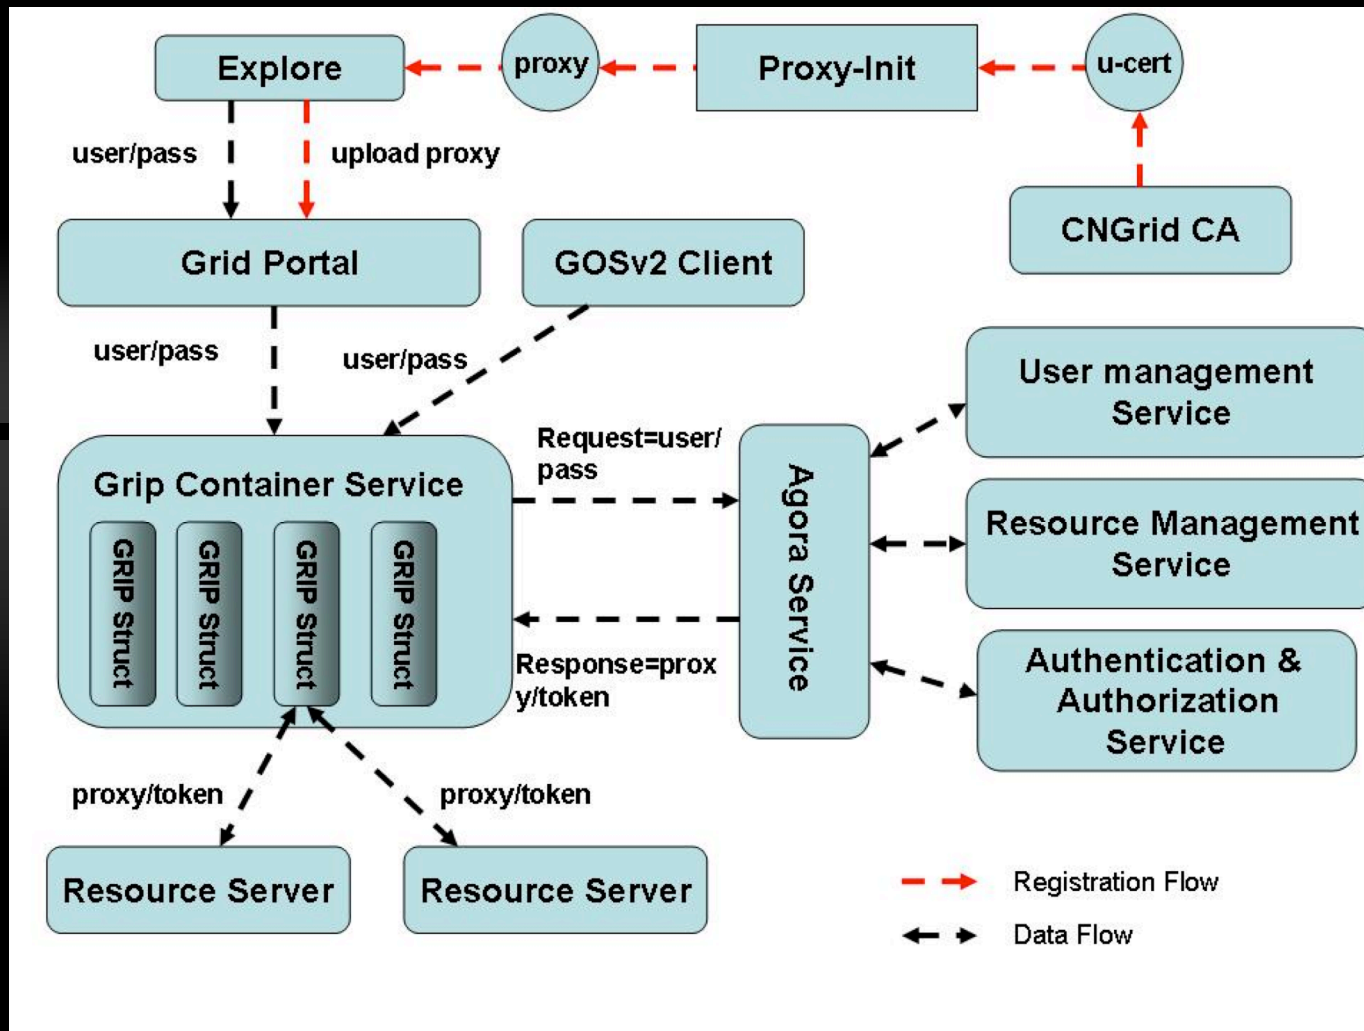 Explore
proxy
Proxy-Init
u-cert
user/pass
upload proxy
CNGrid CA
Grid Portal
GOSv2 Client
user/pass
user/pass
User management
Service
Request=user/
pass
Grip Container Service
GRIP Struct
GRIP Struct
GRIP Struct
GRIP Struct
Agora Service
Resource Management
Service
Response=prox
y/token
Authentication &
Authorization
Service
proxy/token
proxy/token
Resource Server
Resource Server
Registration Flow
Data Flow